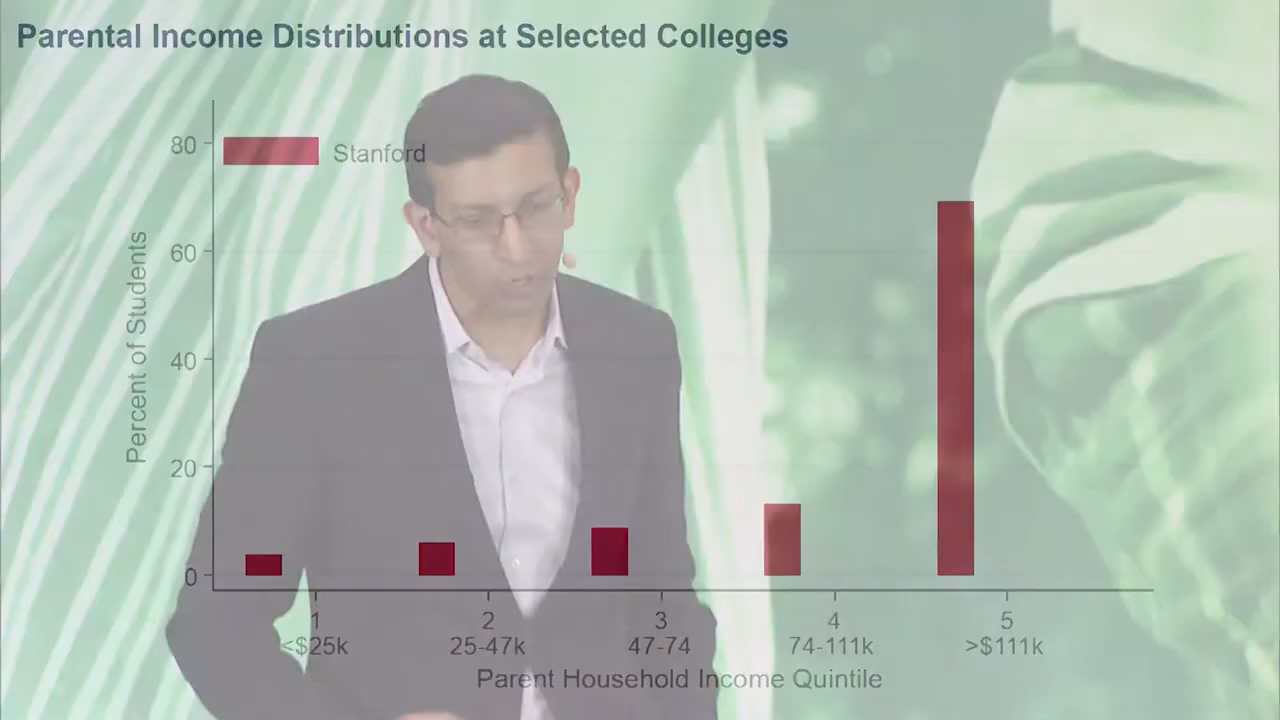 Parental Income Distributions at Selected Colleges
80
Stanford
60
40
20
0
Percent of Students
1 2 3 4 5
<$25k 25-47k 47-74 74-111k >$111k
Parent Household Income Quintile